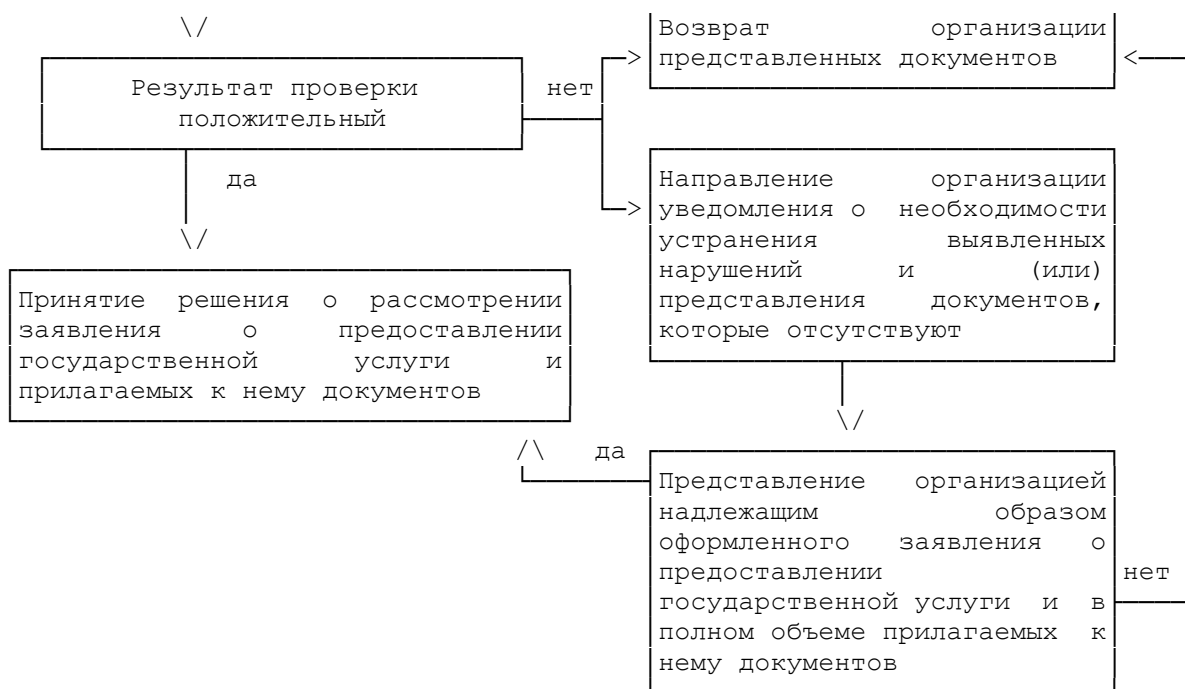 \/
Возврат организации
представленных документов
Результат проверки
положительный
нет
да
\/
Направление организации
уведомления о необходимости
устранения выявленных
нарушений и (или)
представления документов,
которые отсутствуют
Принятие решения о рассмотрении
заявления о предоставлении
государственной услуги и
прилагаемых к нему документов
\/
/\ да
Представление организацией
надлежащим образом
оформленного заявления о
предоставлении
государственной услуги и в
полном объеме прилагаемых к
нему документов
нет